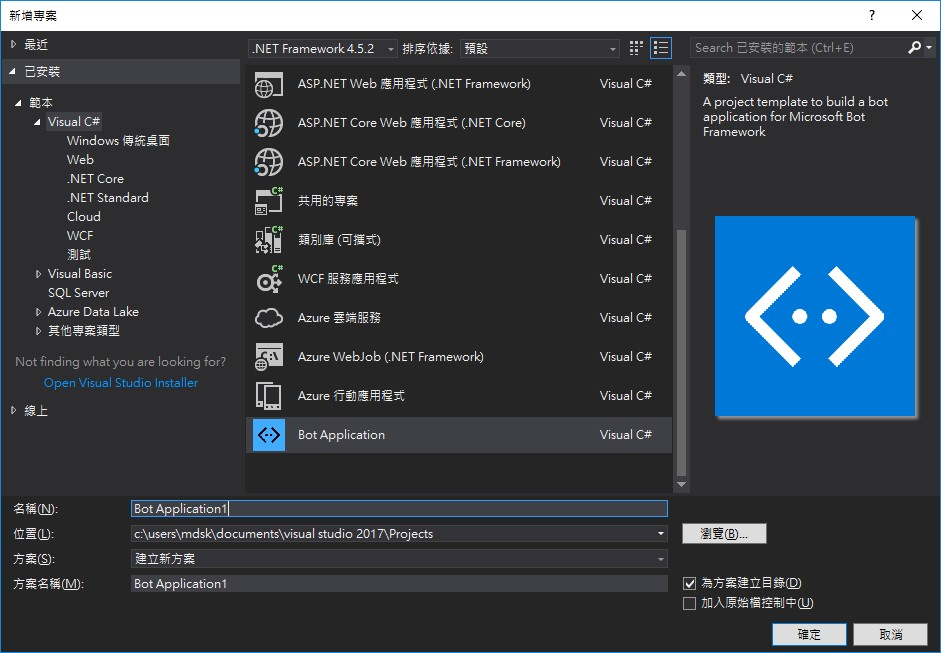 新增專案
?
最近
已安裝
範本
Visual C#
Windows 傳統桌面
Web
.NET Core
.NET Standard
Cloud
WCF
測試
Visual Basic
SQL Server
Azure Data Lake
其他專案類型
Not finding what you are looking for?
Open Visual Studio Installer
線上
.NET Framework 4.5.2 排序依據: 預設
ASP.NET Web 應用程式 (.NET Framework) Visual C#
ASP.NET Core Web 應用程式 (.NET Core) Visual C#
ASP.NET Core Web 應用程式 (.NET Framework) Visual C#
共用的專案 Visual C#
類別庫 (可攜式) Visual C#
WCF 服務應用程式 Visual C#
Azure 雲端服務 Visual C#
Azure WebJob (.NET Framework) Visual C#
Azure 行動應用程式 Visual C#
Bot Application Visual C#
Search 已安裝的範本 (Ctrl+E)
類型: Visual C#
A project template to build a bot
application for Microsoft Bot
Framework
名稱(N): Bot Application1
位置(L): c:\users\mdsk\documents\visual studio 2017\Projects 瀏覽(B)...
方案(S): 建立新方案
方案名稱(M): Bot Application1
為方案建立目錄(D)
加入原始檔控制中(U)
確定 取消